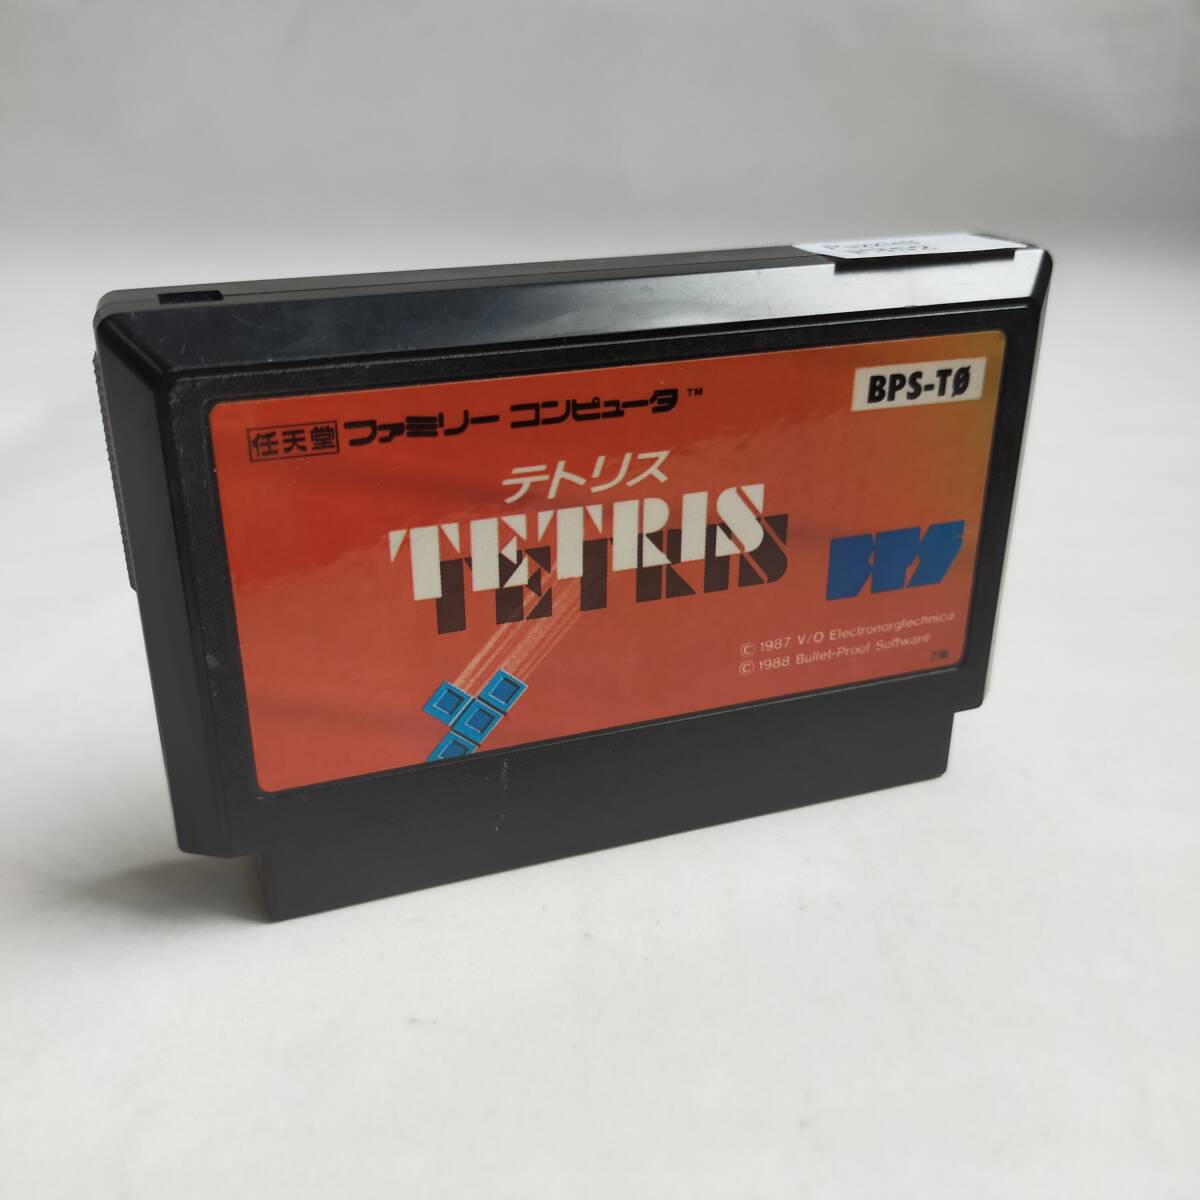 任天堂 ファミリー コンピュータ™
BPS-TØ
テトリス
TETRIS
TETRIS
BPS
© 1987 V/O Electronorgtechnica
© 1988 Bullet-Proof Software